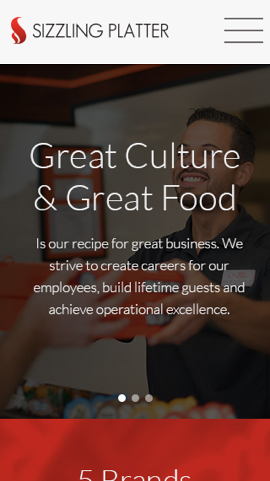 SIZZLING PLATTER
Great Culture
& Great Food
Is our recipe for great business. We
strive to create careers for our
employees, build lifetime guests and
achieve operational excellence.
5 Brands